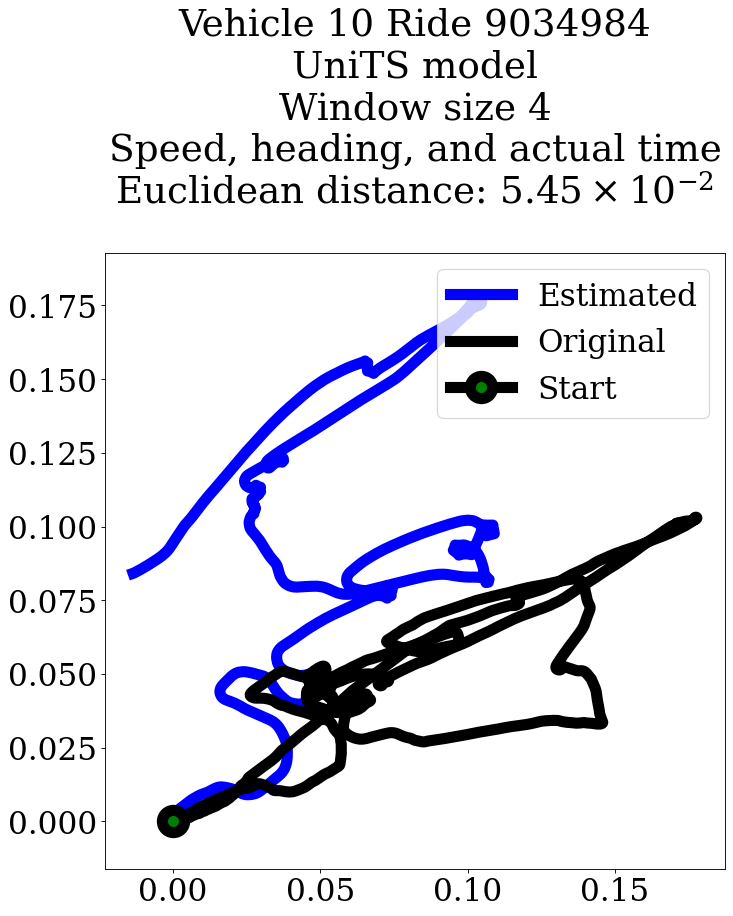 Vehicle 10 Ride 9034984
UniTS model
Window size 4
Speed, heading, and actual time
Euclidean distance: 5.45 × 10⁻²
Estimated
Original
Start
0.175
0.150
0.125
0.100
0.075
0.050
0.025
0.000
0.00 0.05 0.10 0.15